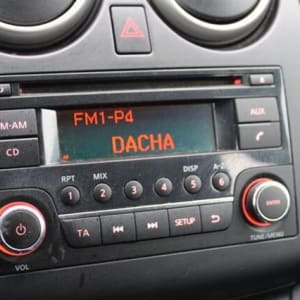 FM1-P4
DACHA
FM·AM
AUX
CD
RPT
MIX
DISP
A-Z
1
2
3
4
5
6
TA
SETUP
ENTER
VOL
TUNE/MENU